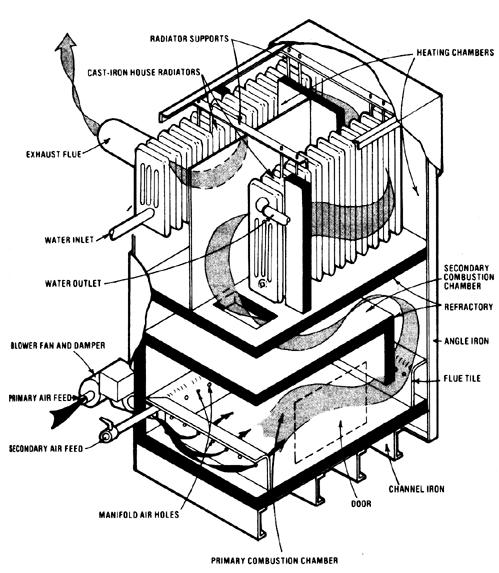 RADIATOR SUPPORTS
HEATING CHAMBERS
CAST-IRON HOUSE RADIATORS
EXHAUST FLUE
WATER INLET
WATER OUTLET
SECONDARY
COMBUSTION
CHAMBER
REFRACTORY
ANGLE IRON
BLOWER FAN AND DAMPER
FLUE TILE
PRIMARY AIR FEED
SECONDARY AIR FEED
CHANNEL IRON
DOOR
MANIFOLD AIR HOLES
PRIMARY COMBUSTION CHAMBER